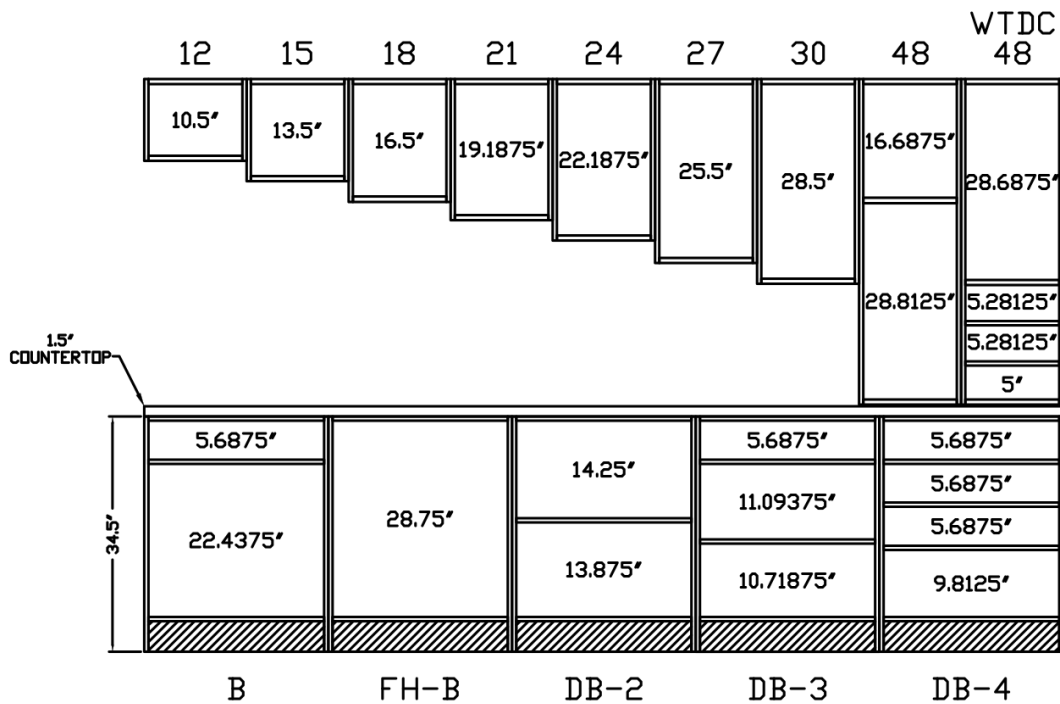 WTDC
12 15 18 21 24 27 30 48 48
10.5" 13.5" 16.5" 19.1875" 22.1875" 25.5" 28.5" 16.6875" 28.6875"
28.8125" 5.28125"
5.28125"
5"
1.5"
COUNTERTOP
34.5"
5.6875" 28.75" 14.25" 5.6875" 5.6875"
22.4375" 13.875" 11.09375" 5.6875"
10.71875" 5.6875"
9.8125"
B FH-B DB-2 DB-3 DB-4